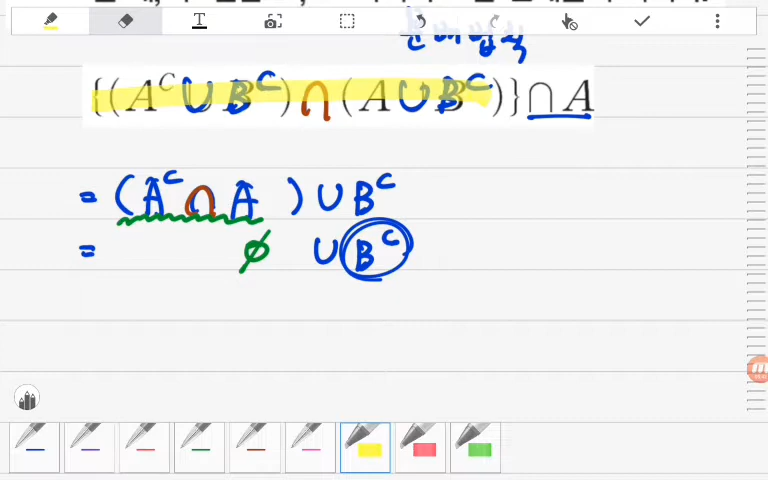 분배법칙
{(Aᶜ ∪ Bᶜ) ∩ (A ∪ Bᶜ)} ∩ A
= (Aᶜ ∩ A) ∪ Bᶜ
= ∅ ∪ Bᶜ